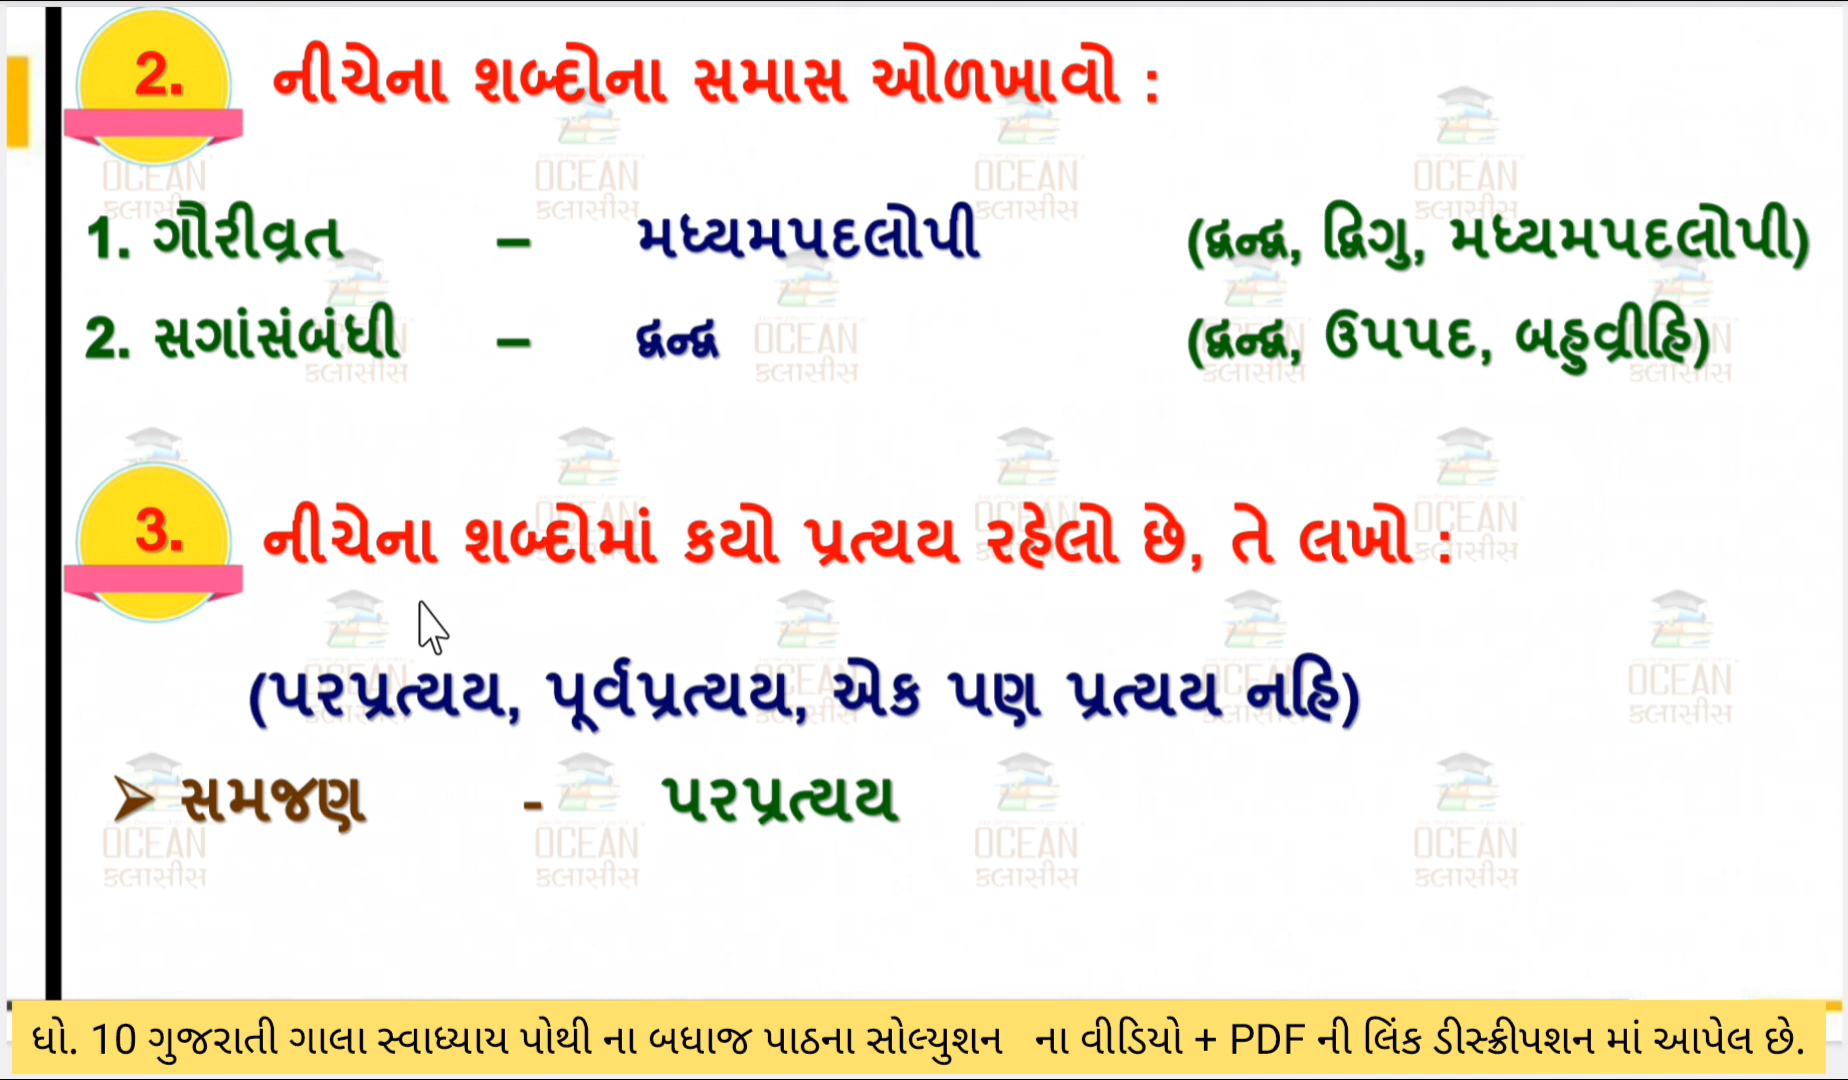 2. નીચેના શબ્દોના સમાસ ઓળખાવો :
1. ગૌરીવ્રત – મધ્યમપદલોપી (દ્વન્દ્વ, દ્વિગુ, મધ્યમપદલોપી)
2. સગાંસંબંધી – દ્વન્દ્વ (દ્વન્દ્વ, ઉપપદ, બહુવ્રીહિ)
3. નીચેના શબ્દોમાં કયો પ્રત્યય રહેલો છે, તે લખો :
(પરપ્રત્યય, પૂર્વપ્રત્યય, એક પણ પ્રત્યય નહિ)
➤ સમજણ - પરપ્રત્યય
OCEAN
ક્લાસીસ
ધો. 10 ગુજરાતી ગાલા સ્વાધ્યાય પોથી ના બધાજ પાઠના સોલ્યુશન ના વીડિયો + PDF ની લિંક ડીસ્ક્રીપશન માં આપેલ છે.